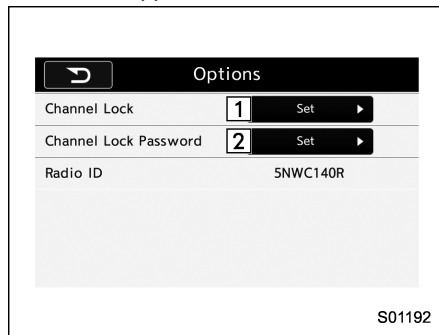 Options
Channel Lock 1 Set
Channel Lock Password 2 Set
Radio ID 5NWC140R
S01192